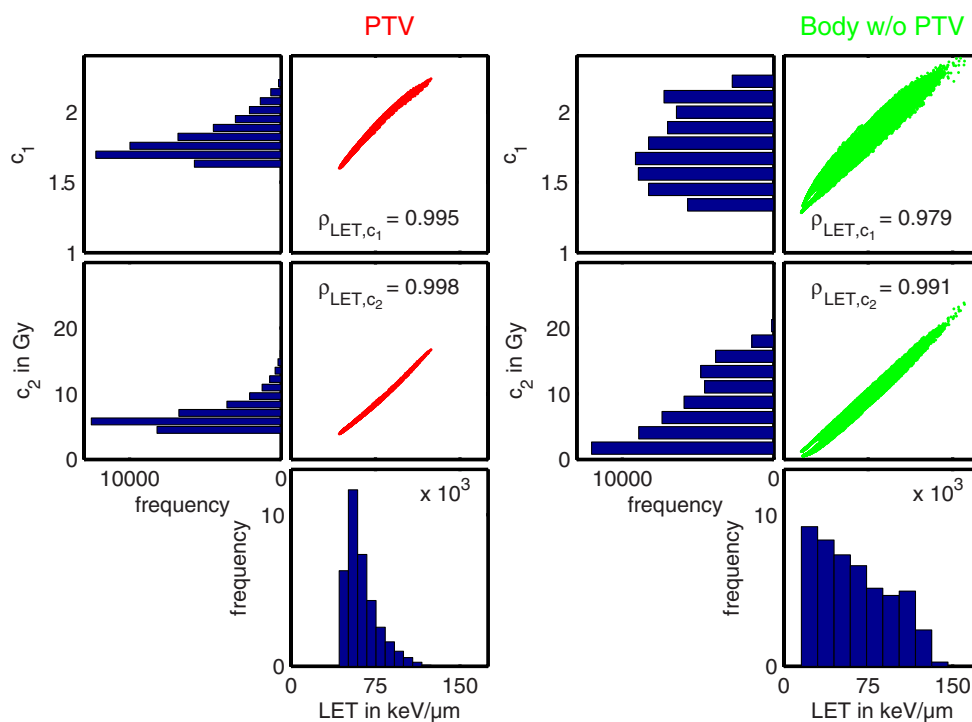 PTV
Body w/o PTV
2
1.5
1
c1
ρLET,c1 = 0.995
2
1.5
1
c1
ρLET,c1 = 0.979
20
10
0
c2 in Gy
ρLET,c2 = 0.998
20
10
0
c2 in Gy
ρLET,c2 = 0.991
10000
0
frequency
10000
0
frequency
x 10^3
10
0
frequency
x 10^3
10
0
frequency
0
75
150
LET in keV/μm
0
75
150
LET in keV/μm